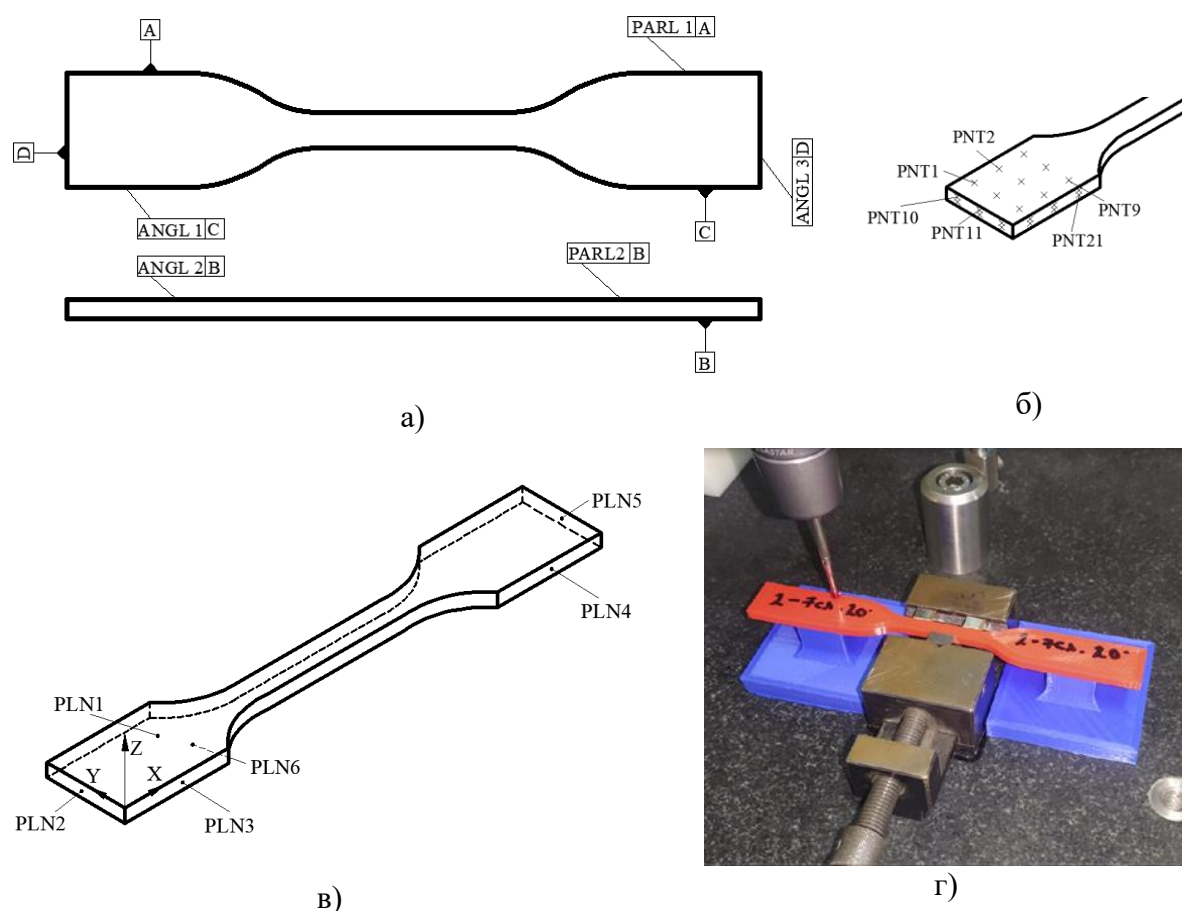 A
PARL 1 A
D
ANGL 3 D
ANGL 1 C
C
ANGL 2 B
PARL2 B
B
а)
PNT2
PNT1
PNT9
PNT10
PNT11
PNT21
б)
PLN5
PLN4
PLN1
Z
Y
X
PLN6
PLN2
PLN3
в)
2-7сл. 20.
2-7сл. 20.
г)